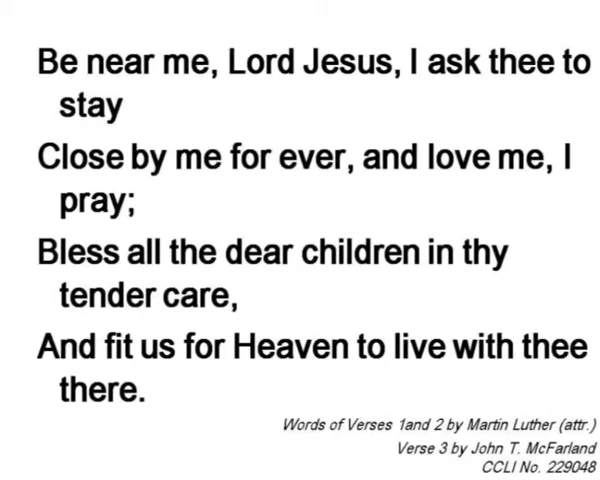 Be near me, Lord Jesus, I ask thee to
stay
Close by me for ever, and love me, I
pray;
Bless all the dear children in thy
tender care,
And fit us for Heaven to live with thee
there.
Words of Verses 1and 2 by Martin Luther (attr.)
Verse 3 by John T. McFarland
CCLI No. 229048